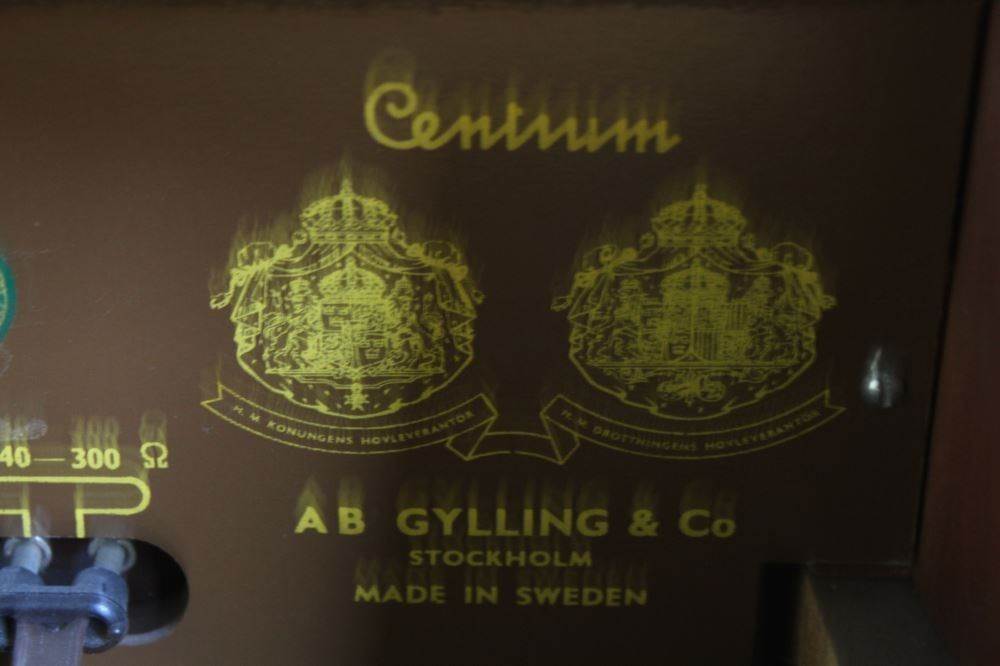 Centrum
H. M. KONUNGENS HOVLEVERANTÖR
H. M. DROTTNINGENS HOVLEVERANTÖR
40 — 300 Ω
AB GYLLING & Co
STOCKHOLM
MADE IN SWEDEN